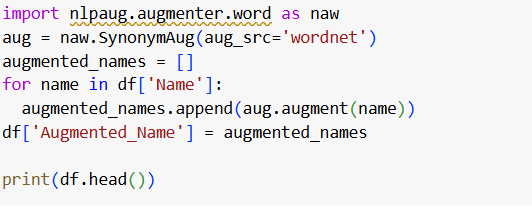 import nlpaug.augmenter.word as naw
aug = naw.SynonymAug(aug_src='wordnet')
augmented_names = []
for name in df['Name']:
  augmented_names.append(aug.augment(name))
df['Augmented_Name'] = augmented_names

print(df.head())